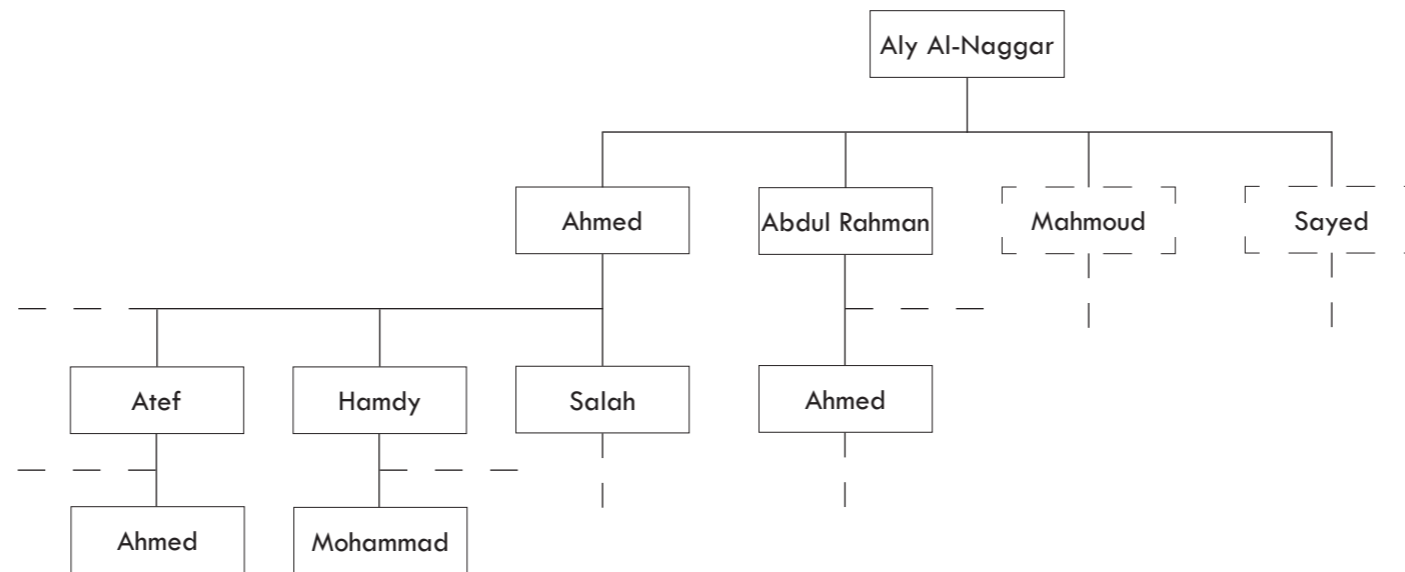 Aly Al-Naggar
Ahmed
Abdul Rahman
Mahmoud
Sayed
Atef
Hamdy
Salah
Ahmed
Ahmed
Mohammad